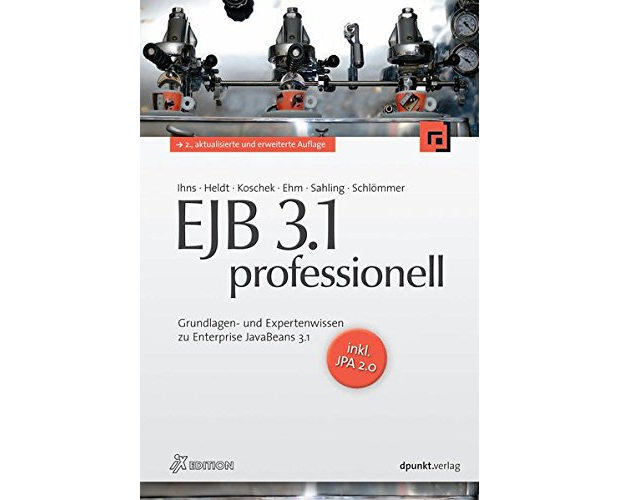 → 2., aktualisierte und erweiterte Auflage
Ihns · Heldt · Koschek · Ehm · Sahling · Schlömmer
EJB 3.1
professionell
Grundlagen- und Expertenwissen
zu Enterprise JavaBeans 3.1
inkl.
JPA 2.0
iX EDITION
dpunkt.verlag